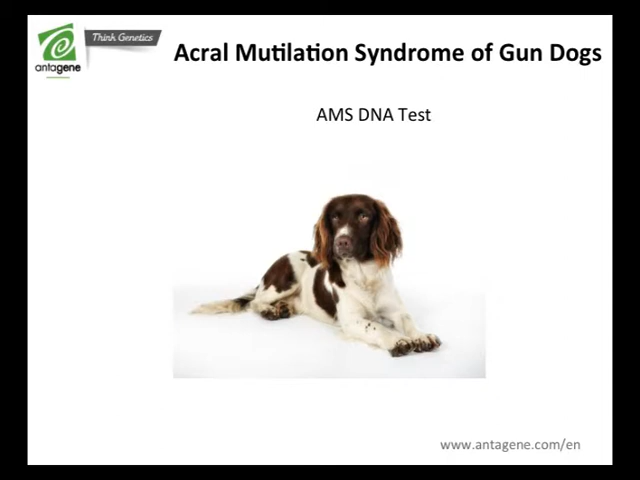 Think Genetics
antagene
Acral Mutilation Syndrome of Gun Dogs
AMS DNA Test
www.antagene.com/en